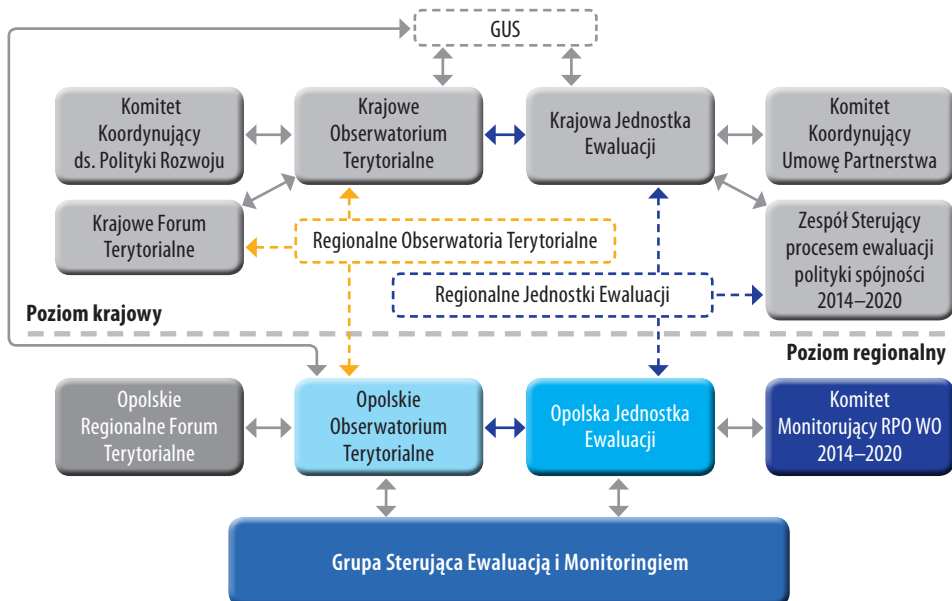 GUS
Komitet
Koordynujący
ds. Polityki Rozwoju
Krajowe
Obserwatorium
Terytorialne
Krajowa Jednostka
Ewaluacji
Komitet
Koordynujący
Umowę Partnerstwa
Krajowe Forum
Terytorialne
Regionalne Obserwatoria Terytorialne
Zespół Sterujący
procesem ewaluacji
polityki spójności
2014–2020
Regionalne Jednostki Ewaluacji
Poziom krajowy
Poziom regionalny
Opolskie
Regionalne Forum
Terytorialne
Opolskie
Obserwatorium
Terytorialne
Opolska Jednostka
Ewaluacji
Komitet
Monitorujący RPO WO
2014–2020
Grupa Sterująca Ewaluacją i Monitoringiem